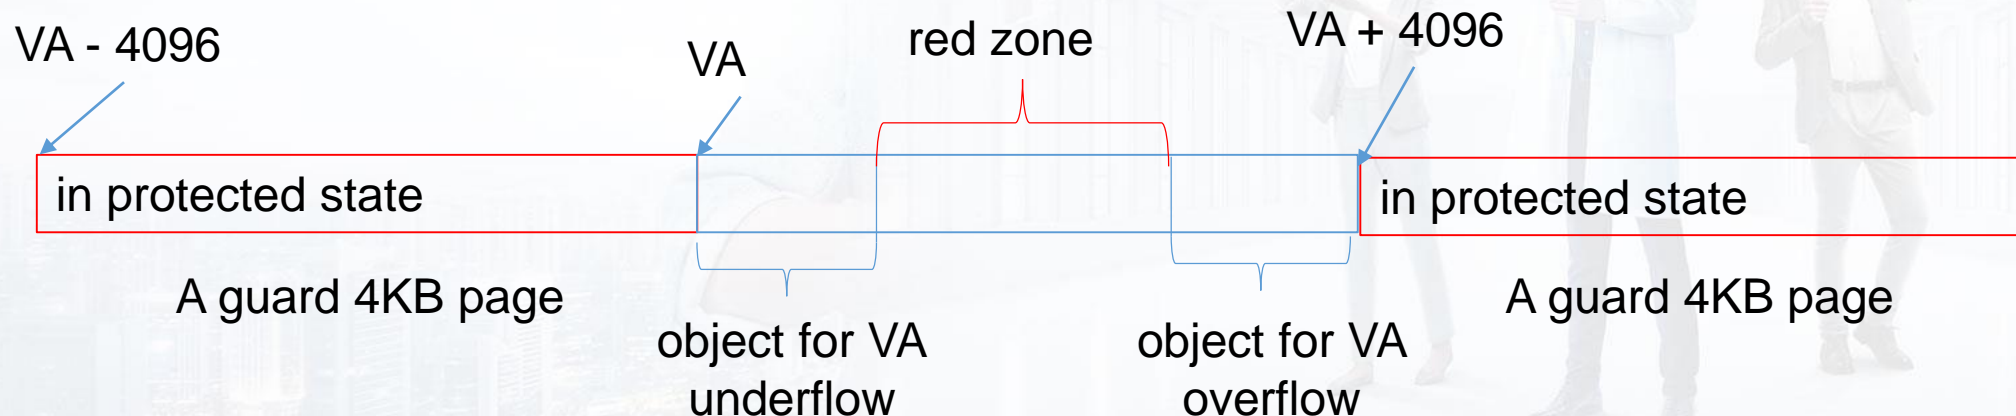 VA - 4096
VA
red zone
VA + 4096
in protected state
in protected state
A guard 4KB page
A guard 4KB page
object for VA
underflow
object for VA
overflow